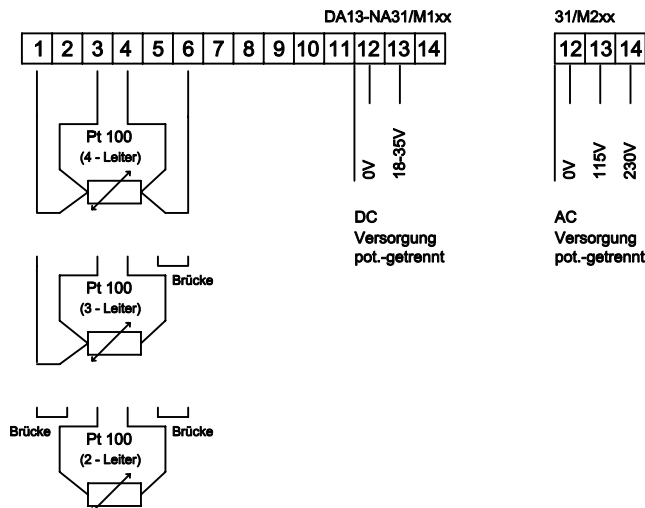 DA13-NA31/M1xx 31/M2xx
1 2 3 4 5 6 7 8 9 10 11 12 13 14 12 13 14
Pt 100
(4 - Leiter)
0V 18-35V 0V 115V 230V
DC
Versorgung
pot.-getrennt
AC
Versorgung
pot.-getrennt
Brücke
Pt 100
(3 - Leiter)
Brücke Brücke
Pt 100
(2 - Leiter)